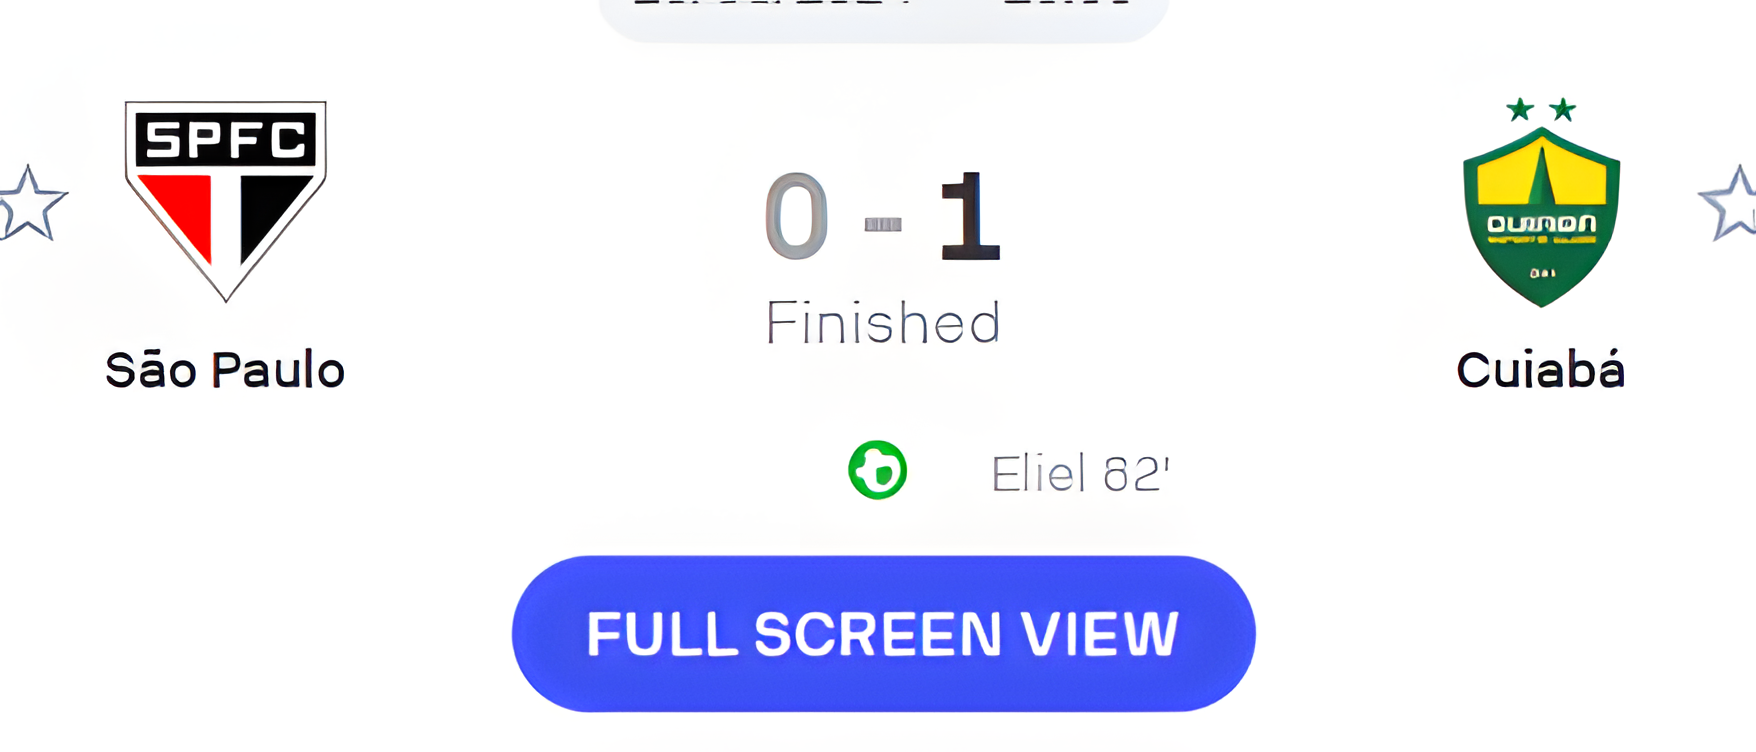 SPFC
0 - 1
Finished
São Paulo
Cuiabá
Eliel 82'
FULL SCREEN VIEW